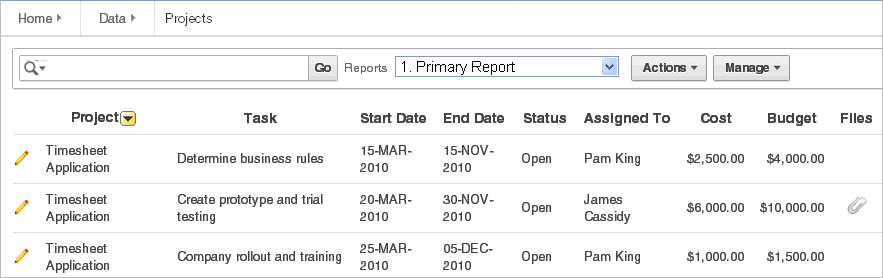 Home Data Projects
Go Reports 1. Primary Report Actions Manage
Project Task Start Date End Date Status Assigned To Cost Budget Files
Timesheet Application Determine business rules 15-MAR-2010 15-NOV-2010 Open Pam King $2,500.00 $4,000.00
Timesheet Application Create prototype and trial testing 20-MAR-2010 30-NOV-2010 Open James Cassidy $6,000.00 $10,000.00
Timesheet Application Company rollout and training 25-MAR-2010 05-DEC-2010 Open Pam King $1,000.00 $1,500.00